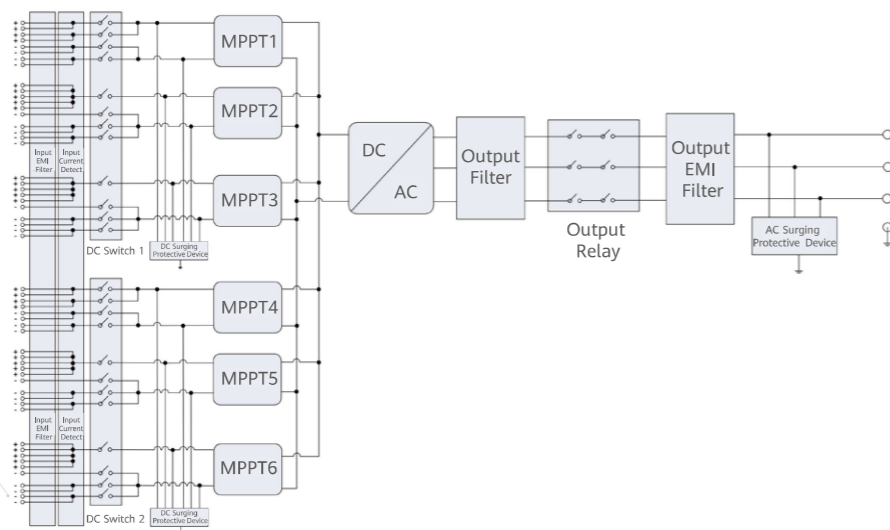 MPPT1
MPPT2
MPPT3
Input
EMI
Filter
Input
Current
Detect
DC Switch 1
DC Surging
Protective Device
DC
AC
Output
Filter
Output
Relay
Output
EMI
Filter
AC Surging
Protective Device
MPPT4
MPPT5
MPPT6
Input
EMI
Filter
Input
Current
Detect
DC Switch 2
DC Surging
Protective Device